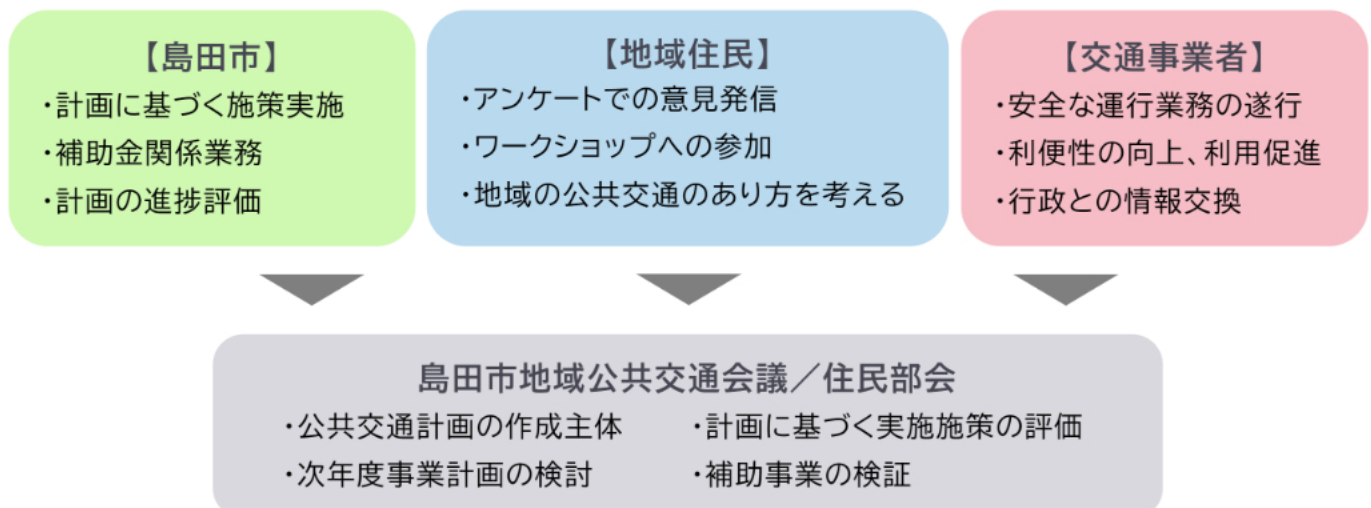 【島田市】
・計画に基づく施策実施
・補助金関係業務
・計画の進捗評価
【地域住民】
・アンケートでの意見発信
・ワークショップへの参加
・地域の公共交通のあり方を考える
【交通事業者】
・安全な運行業務の遂行
・利便性の向上、利用促進
・行政との情報交換
島田市地域公共交通会議／住民部会
・公共交通計画の作成主体
・計画に基づく実施施策の評価
・次年度事業計画の検討
・補助事業の検証